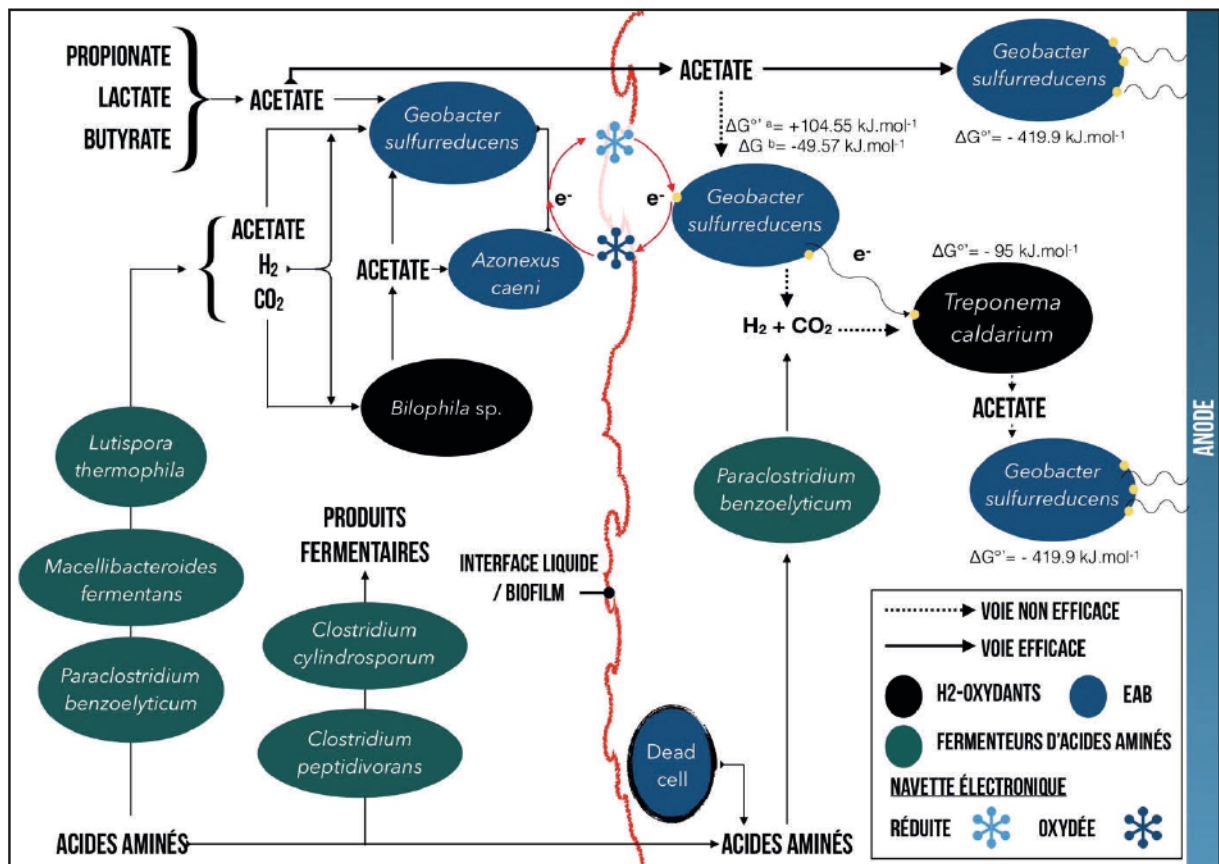 PROPIONATE
LACTATE
BUTYRATE
ACETATE
Geobacter
sulfurreducens
ACETATE
Geobacter
sulfurreducens
ΔG°' ᵃ= +104.55 kJ.mol-1
ΔG ᵇ= -49.57 kJ.mol-1
ΔG°'= - 419.9 kJ.mol-1
e-
e-
Geobacter
sulfurreducens
ACETATE
H2
CO2
ACETATE
Azonexus
caeni
e-
ΔG°'= - 95 kJ.mol-1
Treponema
caldarium
H2 + CO2
Bilophila sp.
ACETATE
Lutispora
thermophila
Paraclostridium
benzoelyticum
Geobacter
sulfurreducens
ΔG°'= - 419.9 kJ.mol-1
ANODE
PRODUITS
FERMENTAIRES
Macellibacteroides
fermentans
INTERFACE LIQUIDE
/ BIOFILM
Clostridium
cylindrosporum
Paraclostridium
benzoelyticum
Clostridium
peptidivorans
Dead
cell
ACIDES AMINÉS
ACIDES AMINÉS
VOIE NON EFFICACE
VOIE EFFICACE
H2-OXYDANTS
EAB
FERMENTEURS D'ACIDES AMINÉS
NAVETTE ÉLECTRONIQUE
RÉDUITE
OXYDÉE